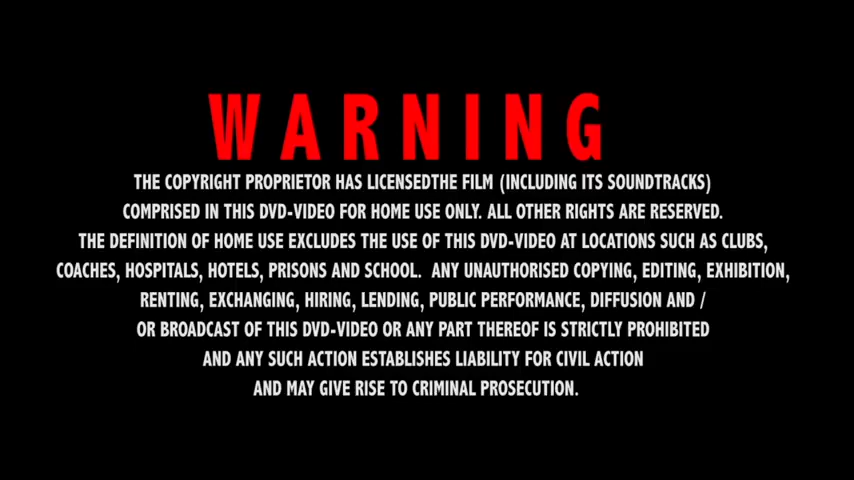 WARNING
THE COPYRIGHT PROPRIETOR HAS LICENSEDTHE FILM (INCLUDING ITS SOUNDTRACKS)
COMPRISED IN THIS DVD-VIDEO FOR HOME USE ONLY. ALL OTHER RIGHTS ARE RESERVED.
THE DEFINITION OF HOME USE EXCLUDES THE USE OF THIS DVD-VIDEO AT LOCATIONS SUCH AS CLUBS,
COACHES, HOSPITALS, HOTELS, PRISONS AND SCHOOL. ANY UNAUTHORISED COPYING, EDITING, EXHIBITION,
RENTING, EXCHANGING, HIRING, LENDING, PUBLIC PERFORMANCE, DIFFUSION AND /
OR BROADCAST OF THIS DVD-VIDEO OR ANY PART THEREOF IS STRICTLY PROHIBITED
AND ANY SUCH ACTION ESTABLISHES LIABILITY FOR CIVIL ACTION
AND MAY GIVE RISE TO CRIMINAL PROSECUTION.